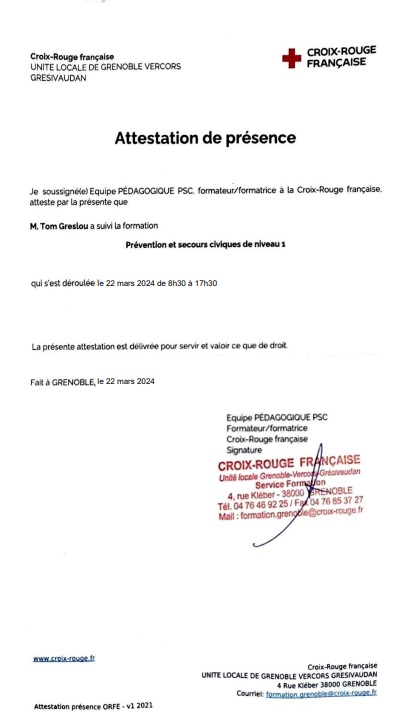 Croix-Rouge française
UNITE LOCALE DE GRENOBLE VERCORS
GRESIVAUDAN
CROIX-ROUGE
FRANÇAISE
Attestation de présence
Je soussigné(e) Equipe PÉDAGOGIQUE PSC, formateur/formatrice à la Croix-Rouge française,
atteste par la présente que
M. Tom Greslou a suivi la formation
Prévention et secours civiques de niveau 1
qui s'est déroulée le 22 mars 2024 de 8h30 à 17h30
La présente attestation est délivrée pour servir et valoir ce que de droit.
Fait à GRENOBLE, le 22 mars 2024
Equipe PÉDAGOGIQUE PSC
Formateur/formatrice
Croix-Rouge française
Signature
CROIX-ROUGE FRANÇAISE
Unité locale Grenoble-Vercors-Grésivaudan
Service Formation
4, rue Kléber - 38000 GRENOBLE
Tél. 04 76 46 92 25 / Fax 04 76 85 37 27
Mail : formation.grenoble@croix-rouge.fr
www.croix-rouge.fr
Croix-Rouge française
UNITE LOCALE DE GRENOBLE VERCORS GRESIVAUDAN
4 Rue Kléber 38000 GRENOBLE
Courriel: formation.grenoble@croix-rouge.fr
Attestation présence ORFE - v1 2021